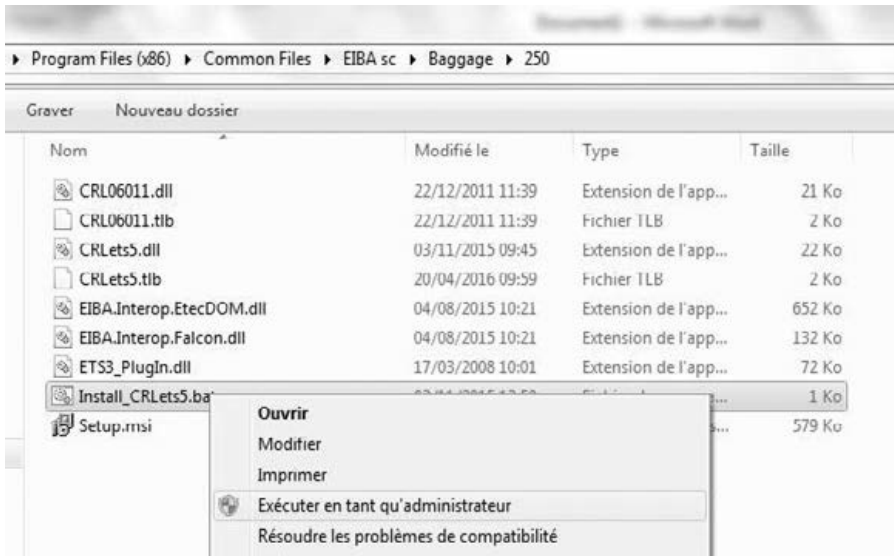 Program Files (x86) ▸ Common Files ▸ EIBA sc ▸ Baggage ▸ 250
Graver Nouveau dossier
Nom Modifié le Type Taille
CRL06011.dll 22/12/2011 11:39 Extension de l'app... 21 Ko
CRL06011.tlb 22/12/2011 11:39 Fichier TLB 2 Ko
CRLets5.dll 03/11/2015 09:45 Extension de l'app... 22 Ko
CRLets5.tlb 20/04/2016 09:59 Fichier TLB 2 Ko
EIBA.Interop.EtecDOM.dll 04/08/2015 10:21 Extension de l'app... 652 Ko
EIBA.Interop.Falcon.dll 04/08/2015 10:21 Extension de l'app... 132 Ko
ETS3_PlugIn.dll 17/03/2008 10:01 Extension de l'app... 72 Ko
Install_CRLets5.bat 1 Ko
Setup.msi 579 Ko
Ouvrir
Modifier
Imprimer
Exécuter en tant qu'administrateur
Résoudre les problèmes de compatibilité